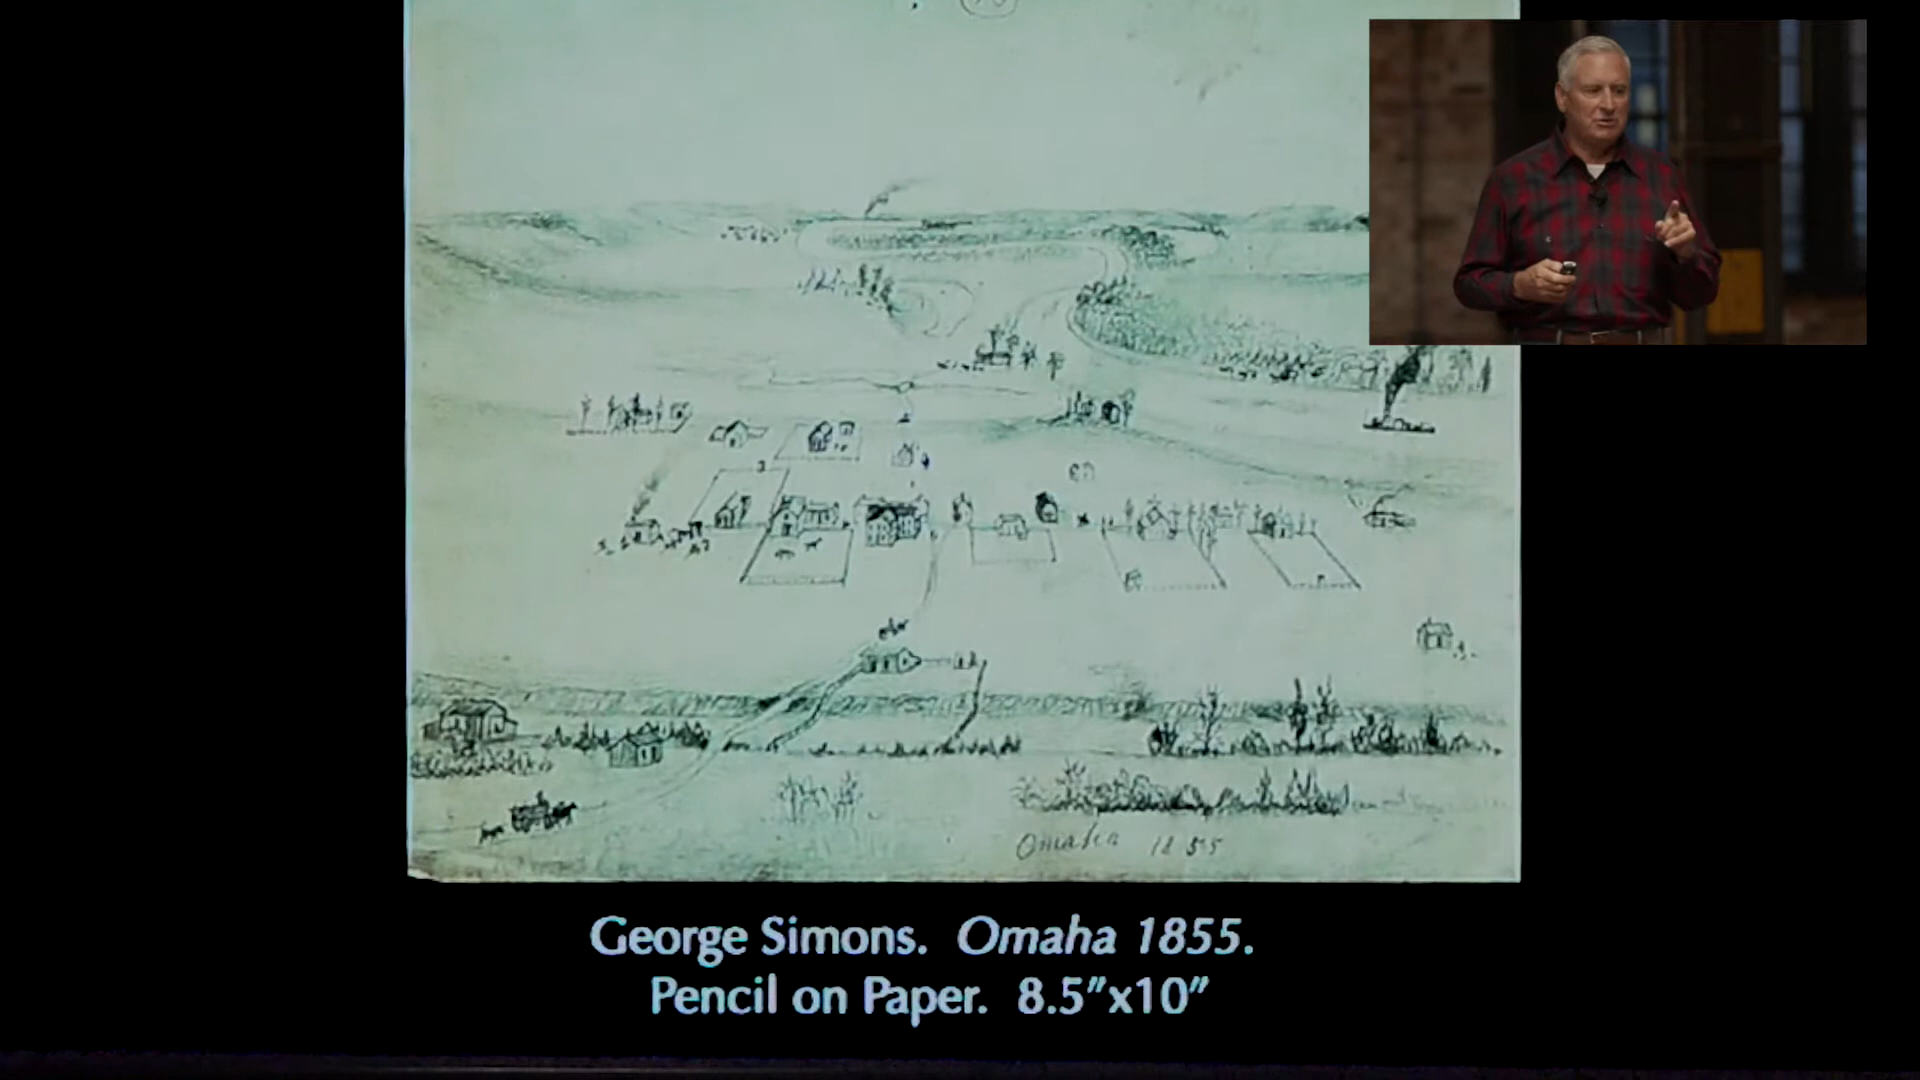 Omaha 1855
George Simons. Omaha 1855.
Pencil on Paper. 8.5"x10"